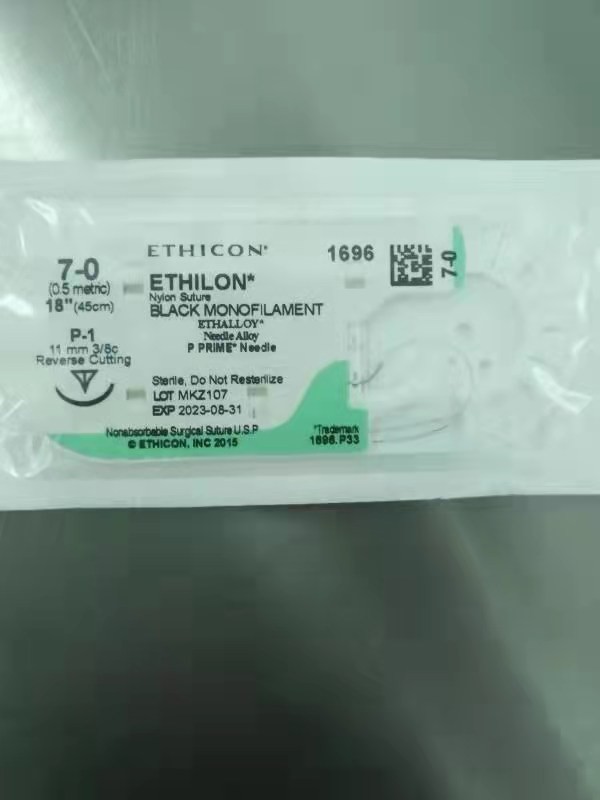 ETHICON*
1696
7-0
7-0
(0.5 metric)
18"(45cm)
ETHILON*
Nylon Suture
BLACK MONOFILAMENT
ETHALLOY*
Needle Alloy
P PRIME* Needle
P-1
11 mm 3/8c
Reverse Cutting
Sterile, Do Not Resterilize
LOT MKZ107
EXP 2023-08-31
Nonabsorbable Surgical Suture U.S.P.
© ETHICON, INC 2015
*Trademark
1696.P33